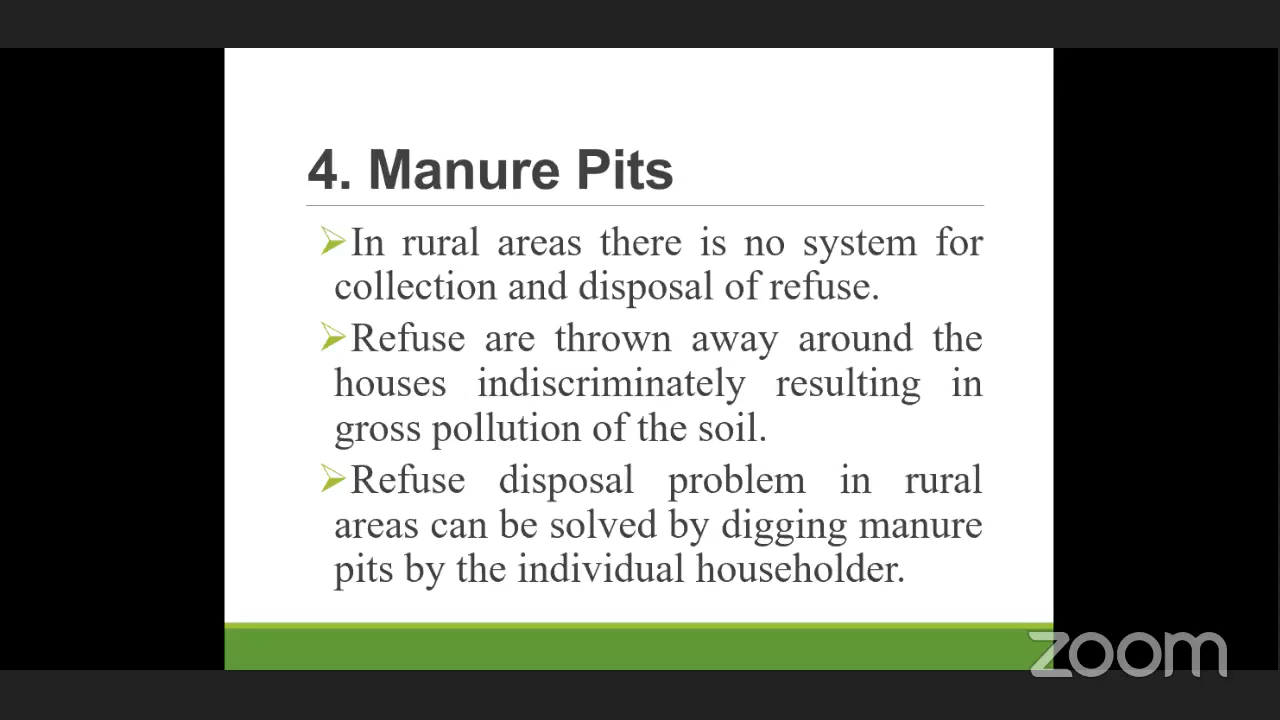 4. Manure Pits
In rural areas there is no system for
collection and disposal of refuse.
Refuse are thrown away around the
houses indiscriminately resulting in
gross pollution of the soil.
Refuse disposal problem in rural
areas can be solved by digging manure
pits by the individual householder.
zoom